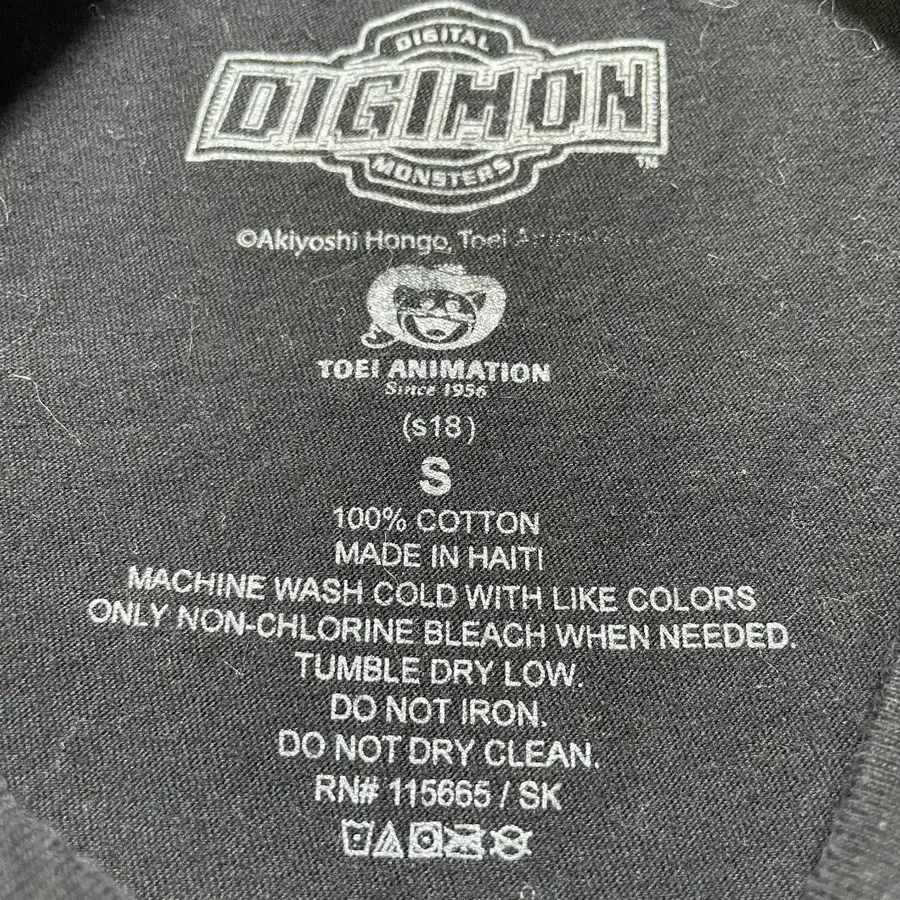 DIGITAL
DIGIMON
MONSTERS
TM
©Akiyoshi Hongo, Toei Animation
TOEI ANIMATION
Since 1956
(s18)
S
100% COTTON
MADE IN HAITI
MACHINE WASH COLD WITH LIKE COLORS
ONLY NON-CHLORINE BLEACH WHEN NEEDED.
TUMBLE DRY LOW.
DO NOT IRON.
DO NOT DRY CLEAN.
RN# 115665 / SK